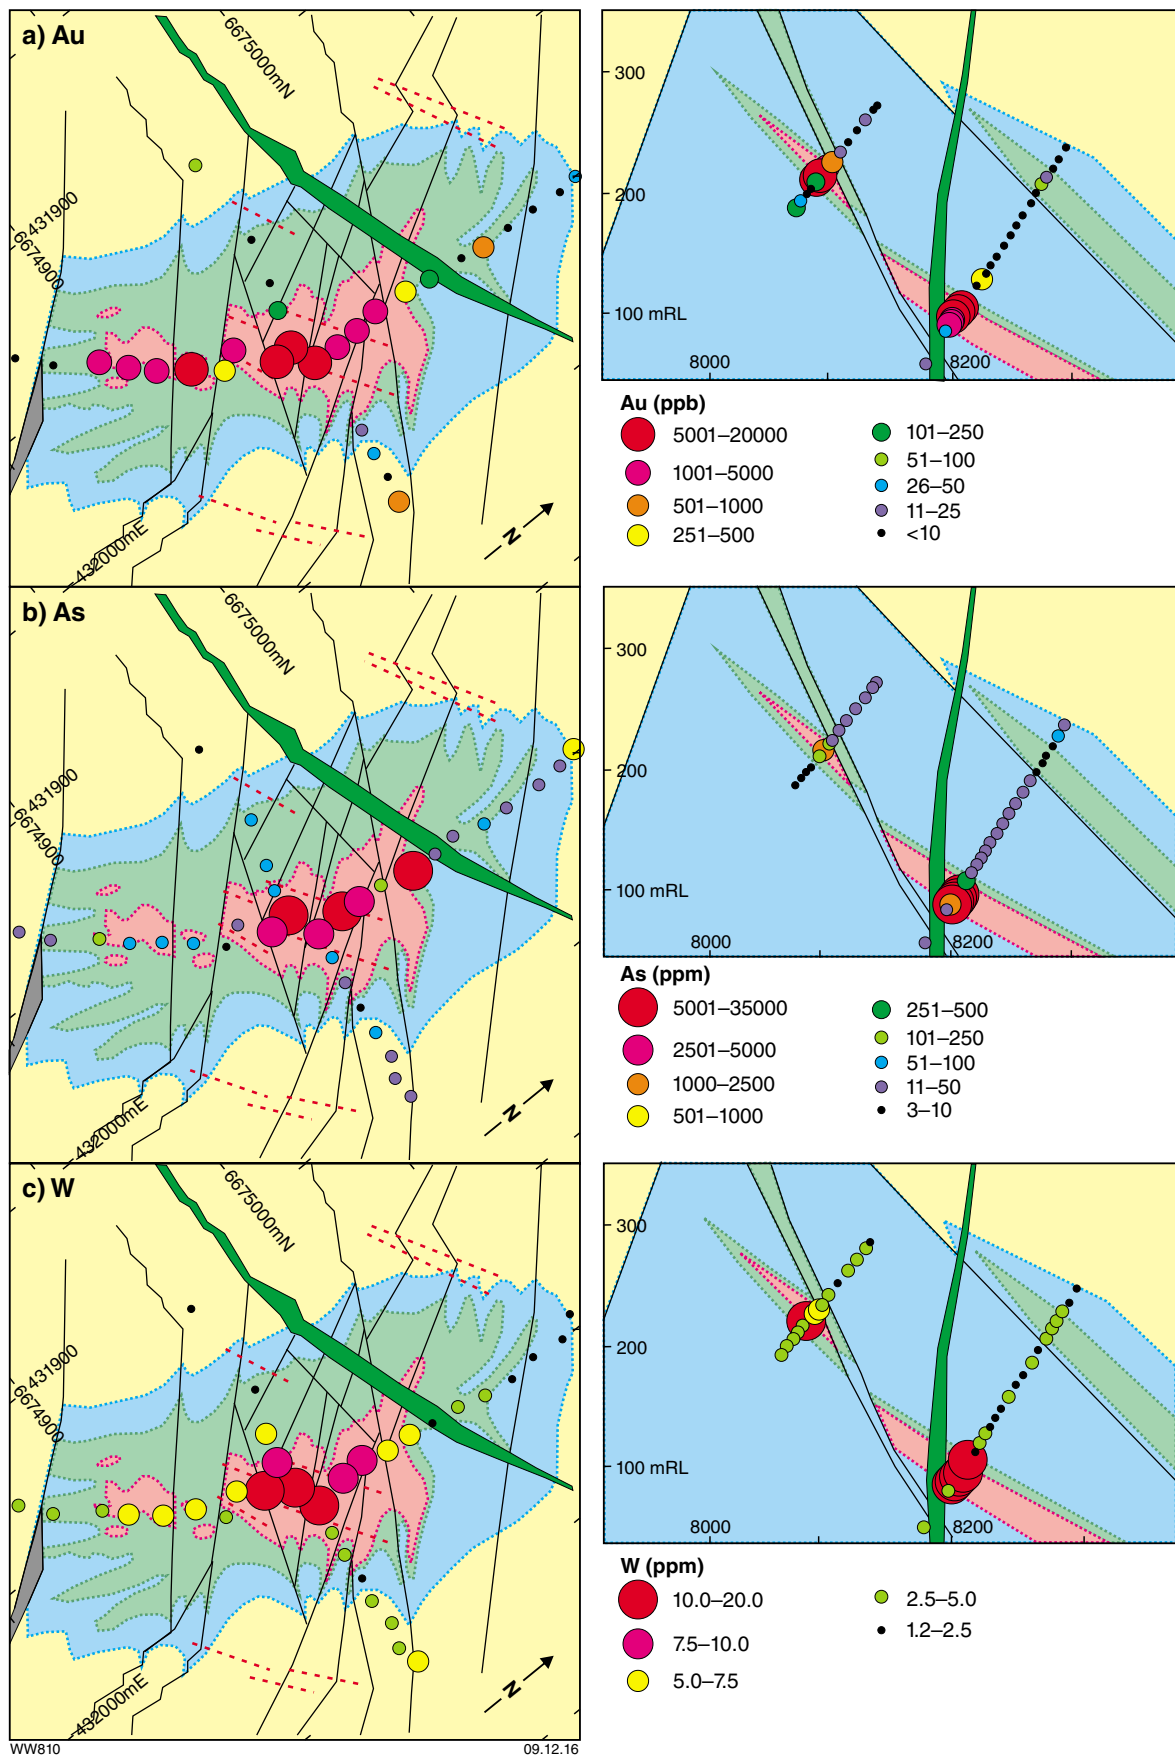 a) Au
6675000mN
431900
6674900
432000mE
N
300
200
100 mRL
8000
8200
Au (ppb)
5001–20000
1001–5000
501–1000
251–500
101–250
51–100
26–50
11–25
<10
b) As
6675000mN
431900
6674900
432000mE
N
300
200
100 mRL
8000
8200
As (ppm)
5001–35000
2501–5000
1000–2500
501–1000
251–500
101–250
51–100
11–50
3–10
c) W
6675000mN
431900
6674900
432000mE
N
300
200
100 mRL
8000
8200
W (ppm)
10.0–20.0
7.5–10.0
5.0–7.5
2.5–5.0
1.2–2.5
WW810
09.12.16